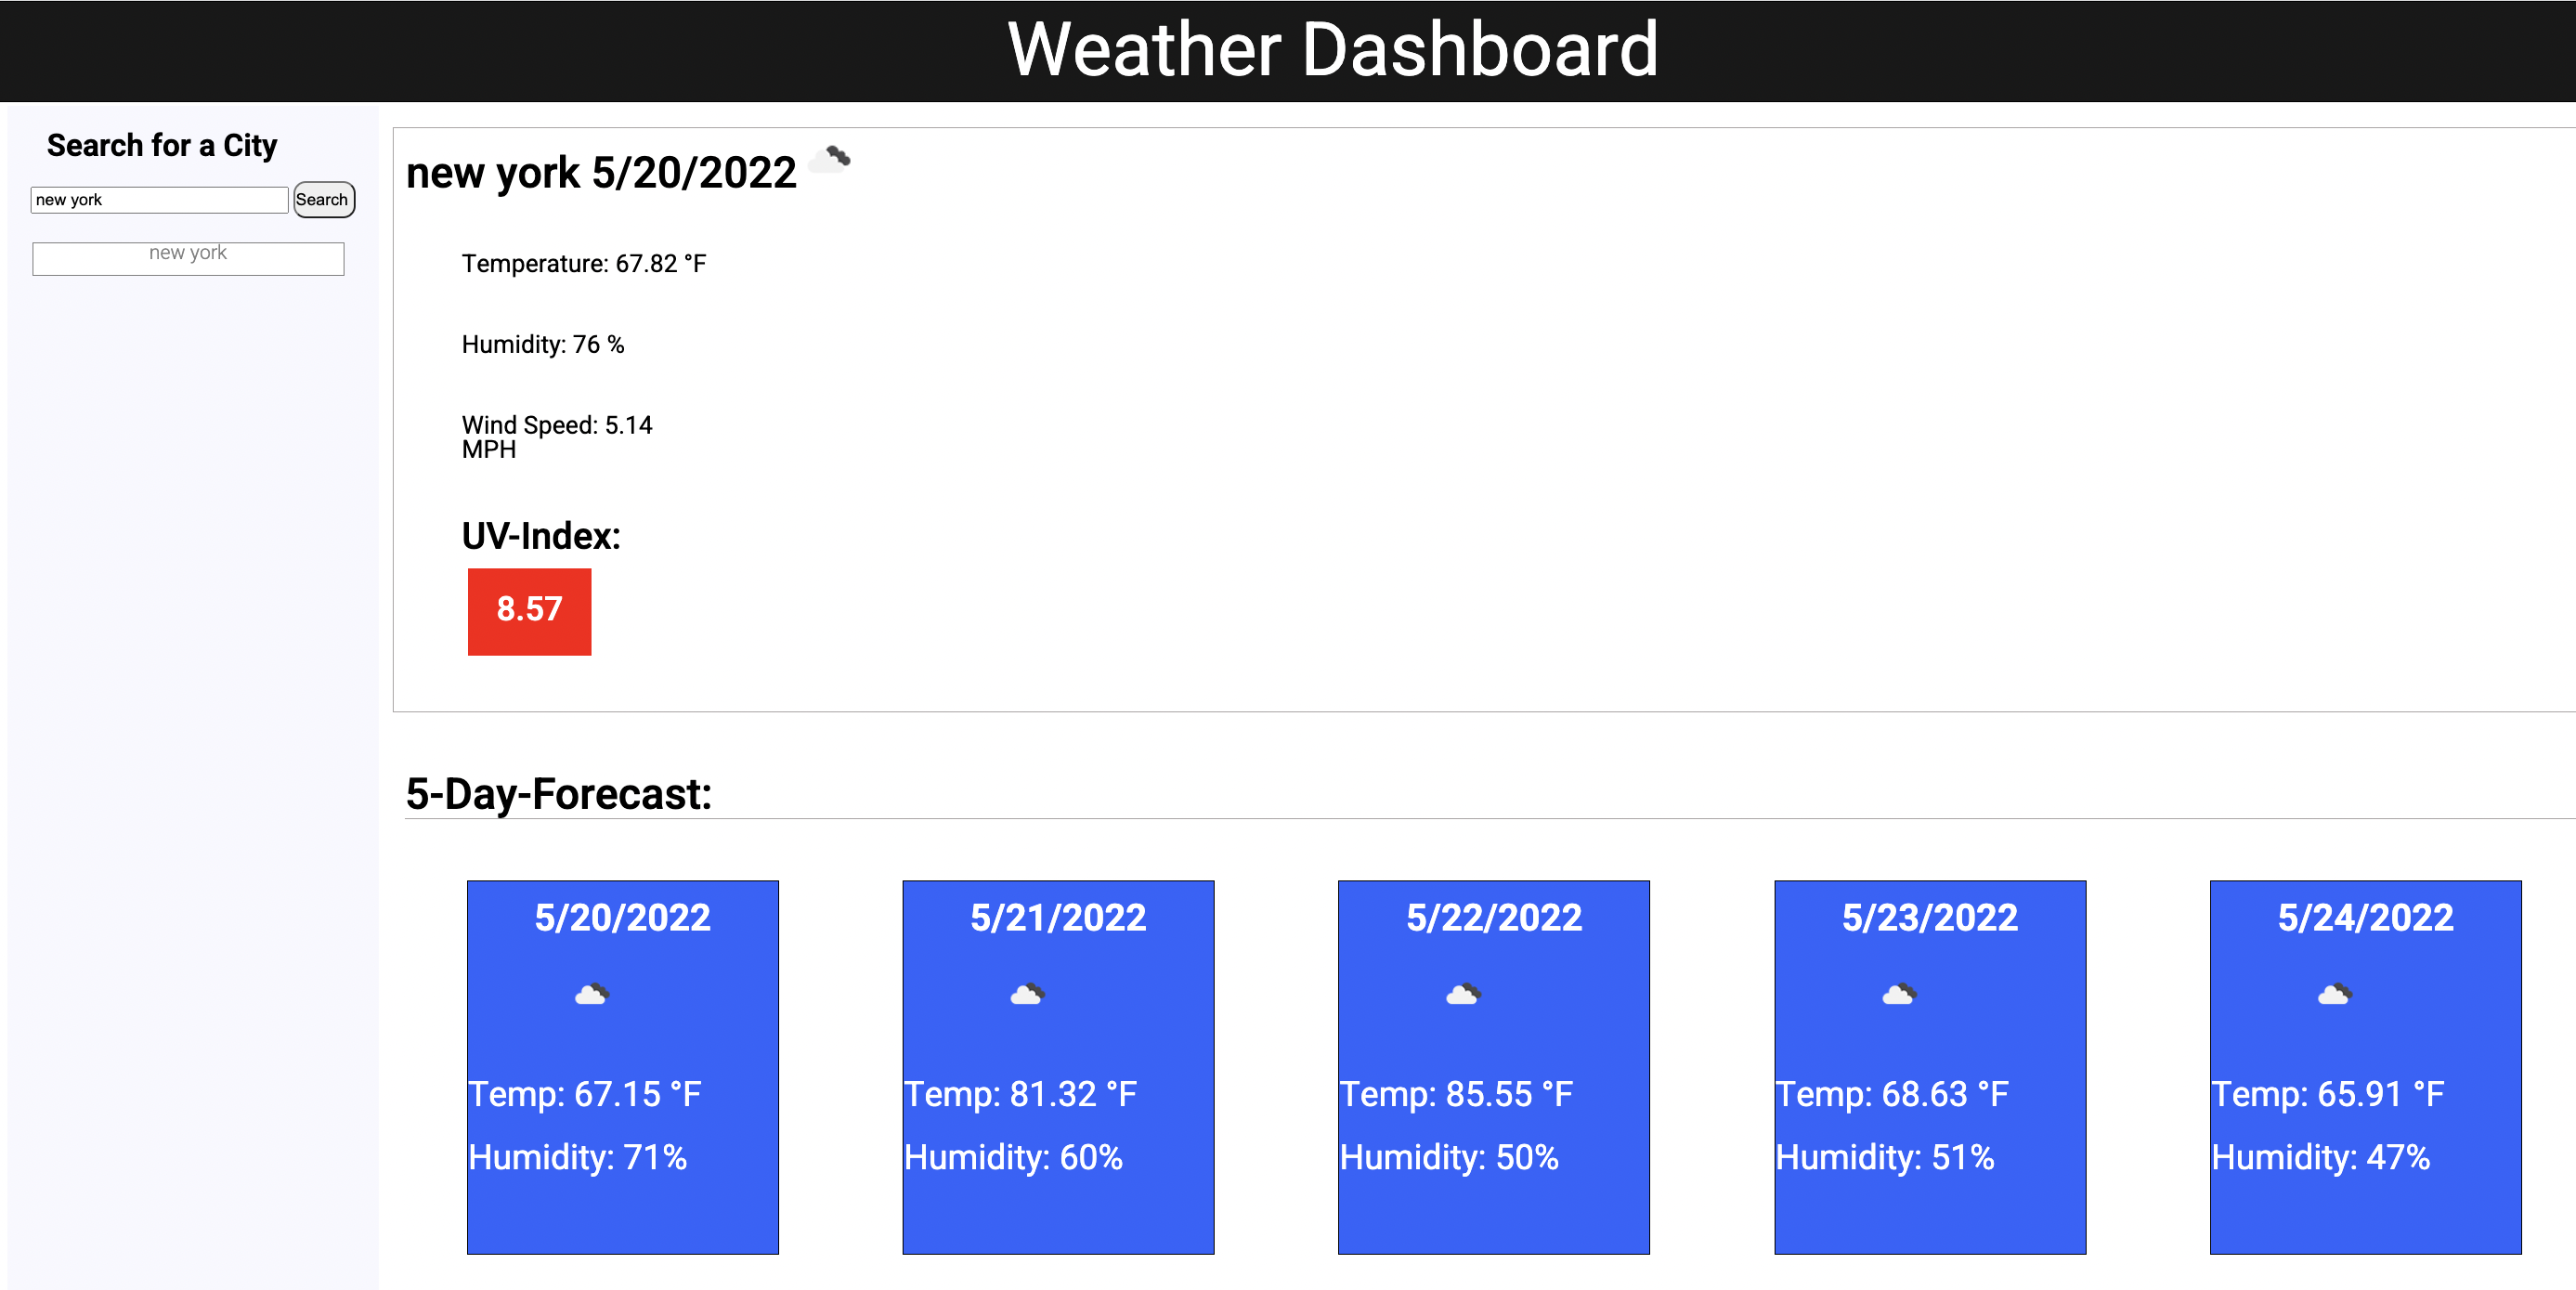 Weather Dashboard
Search for a City
new york
Search
new york
new york 5/20/2022
Temperature: 67.82 °F
Humidity: 76 %
Wind Speed: 5.14
MPH
UV-Index:
8.57
5-Day-Forecast:
5/20/2022
Temp: 67.15 °F
Humidity: 71%
5/21/2022
Temp: 81.32 °F
Humidity: 60%
5/22/2022
Temp: 85.55 °F
Humidity: 50%
5/23/2022
Temp: 68.63 °F
Humidity: 51%
5/24/2022
Temp: 65.91 °F
Humidity: 47%